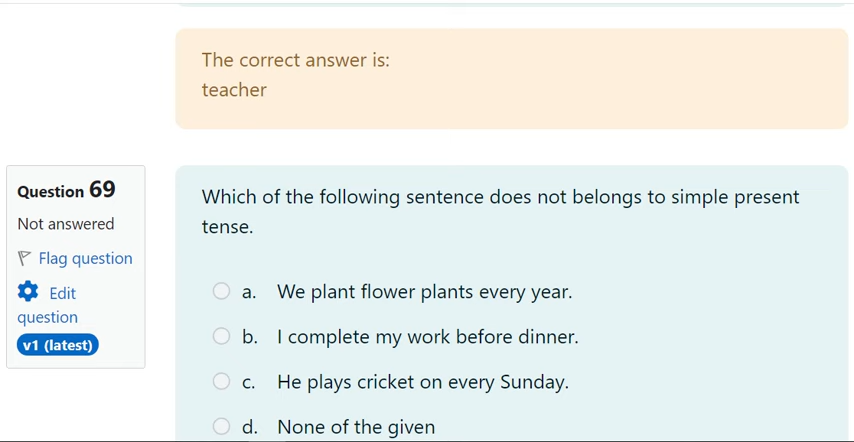 The correct answer is:
teacher
Question 69
Not answered
Flag question
Edit
question
v1 (latest)
Which of the following sentence does not belongs to simple present
tense.
a. We plant flower plants every year.
b. I complete my work before dinner.
c. He plays cricket on every Sunday.
d. None of the given